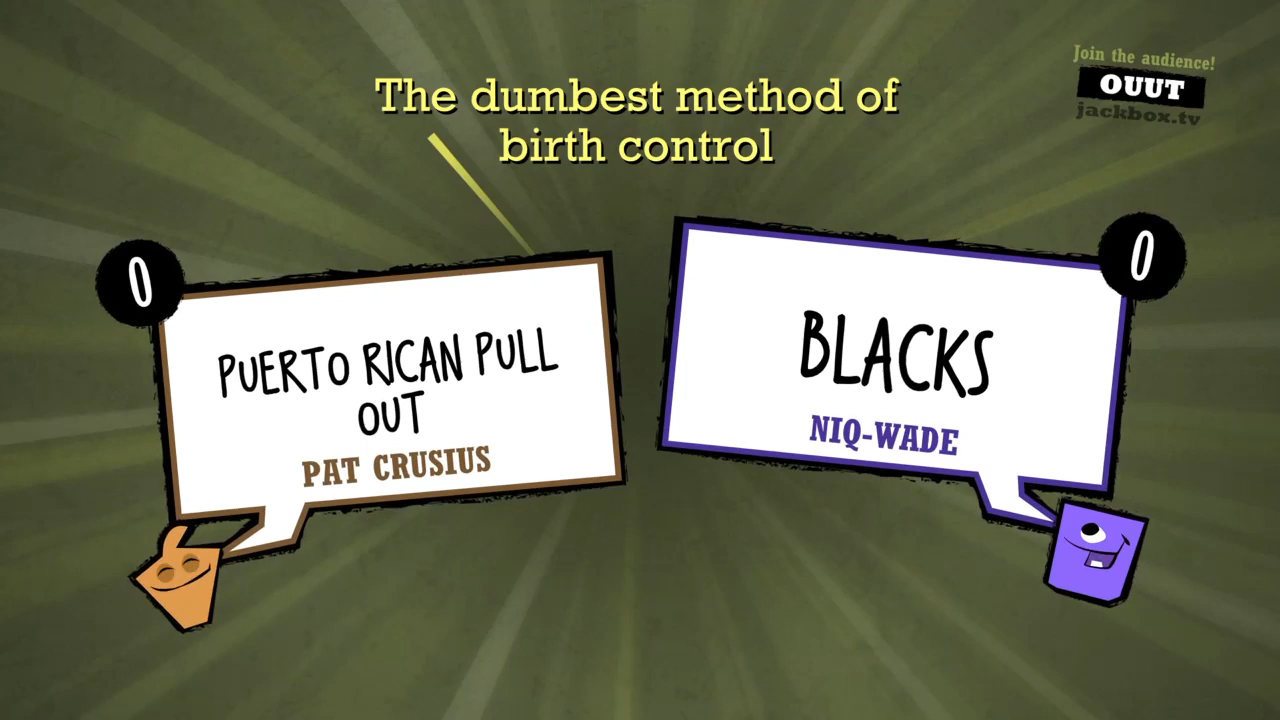 Join the audience!
OUUT
jackbox.tv
The dumbest method of
birth control
0
PUERTO RICAN PULL
OUT
PAT CRUSIUS
0
BLACKS
NIQ-WADE